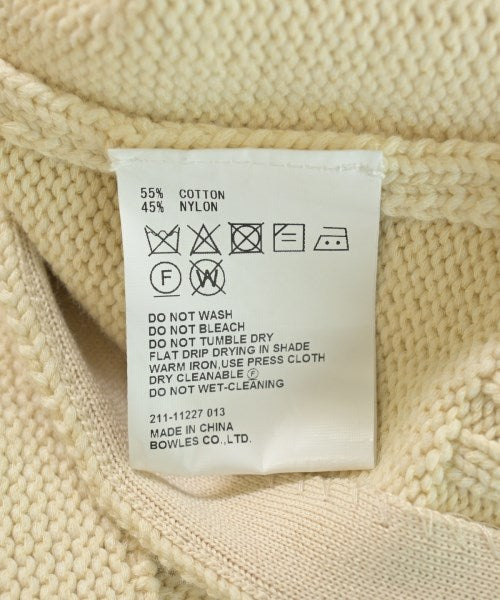 55% COTTON
45% NYLON
F W
DO NOT WASH
DO NOT BLEACH
DO NOT TUMBLE DRY
FLAT DRIP DRYING IN SHADE
WARM IRON,USE PRESS CLOTH
DRY CLEANABLE Ⓕ
DO NOT WET-CLEANING
211-11227 013
MADE IN CHINA
BOWLES CO.,LTD.